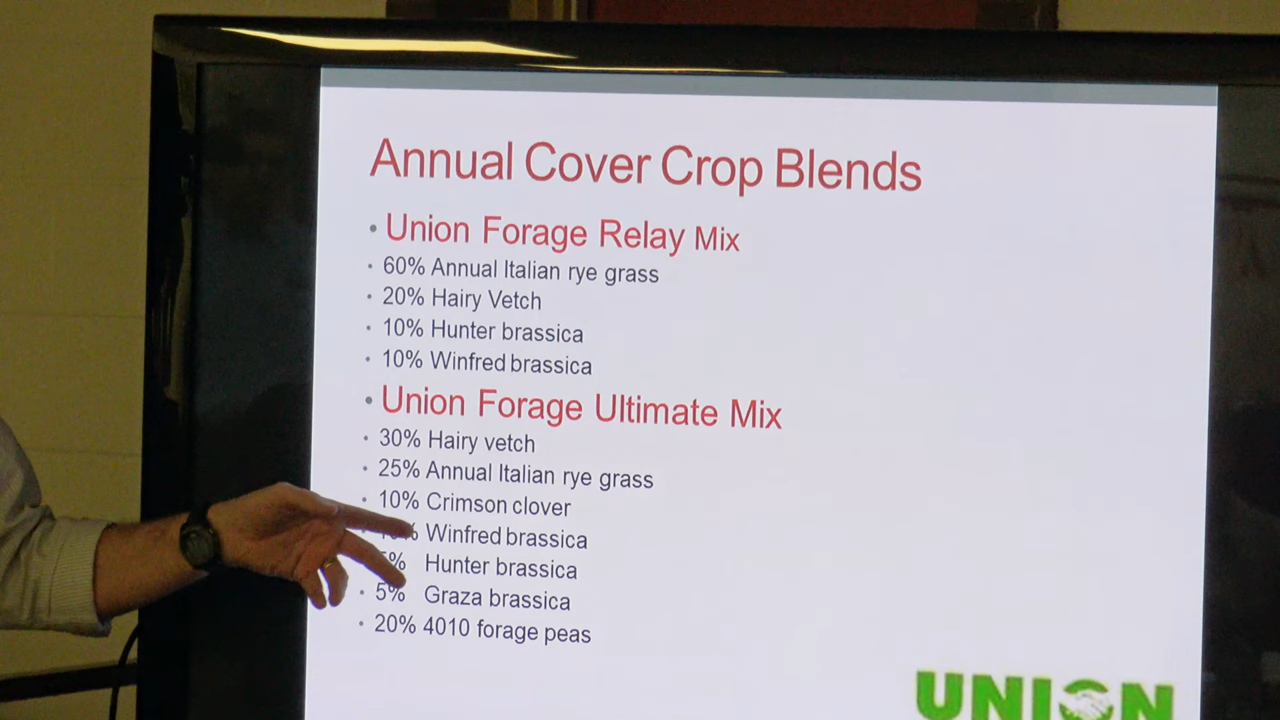 Annual Cover Crop Blends
• Union Forage Relay Mix
• 60% Annual Italian rye grass
• 20% Hairy Vetch
• 10% Hunter brassica
• 10% Winfred brassica
• Union Forage Ultimate Mix
• 30% Hairy vetch
• 25% Annual Italian rye grass
• 10% Crimson clover
% Winfred brassica
5% Hunter brassica
• 5% Graza brassica
• 20% 4010 forage peas
UNION